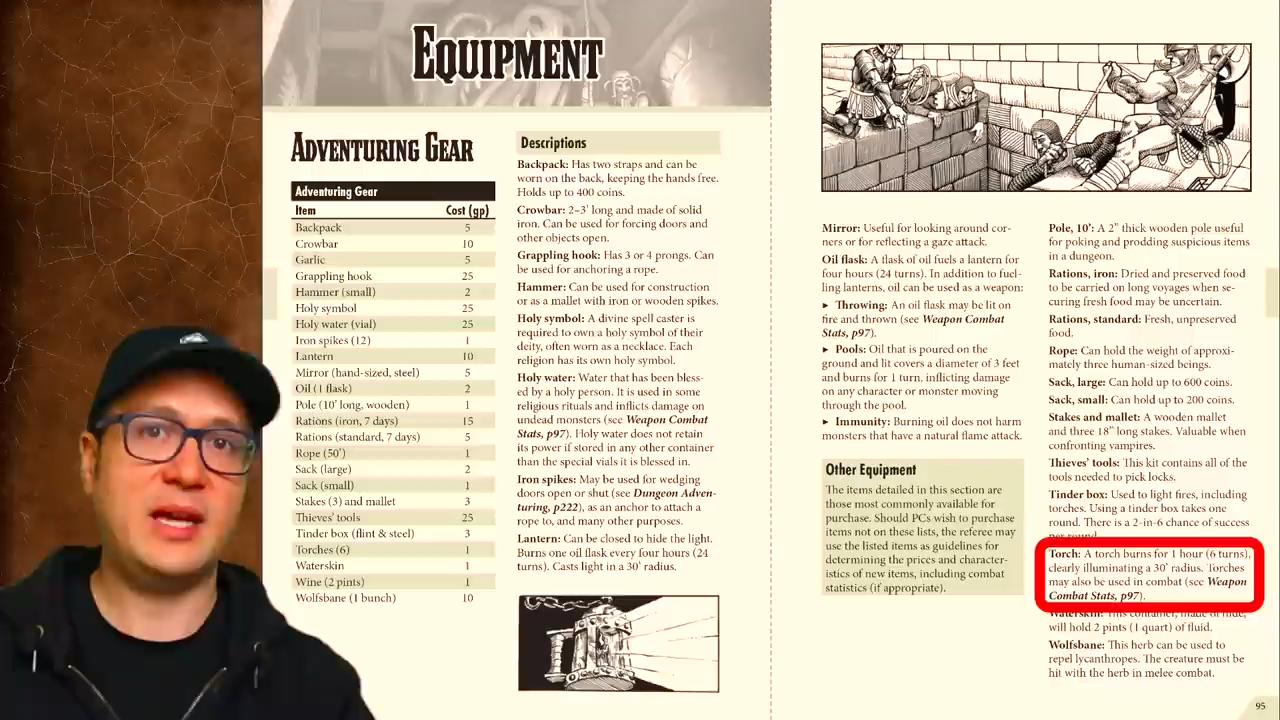 EQUIPMENT
ADVENTURING GEAR
Adventuring Gear
Item Cost (gp)
Backpack 5
Crowbar 10
Garlic 5
Grappling hook 25
Hammer (small) 2
Holy symbol 25
Holy water (vial) 25
Iron spikes (12) 1
Lantern 10
Mirror (hand-sized, steel) 5
Oil (1 flask) 2
Pole (10' long, wooden) 1
Rations (iron, 7 days) 15
Rations (standard, 7 days) 5
Rope (50') 1
Sack (large) 2
Sack (small) 1
Stakes (3) and mallet 3
Thieves' tools 25
Tinder box (flint & steel) 3
Torches (6) 1
Waterskin 1
Wine (2 pints) 1
Wolfsbane (1 bunch) 10
Descriptions
Backpack: Has two straps and can be
worn on the back, keeping the hands free.
Holds up to 400 coins.
Crowbar: 2–3' long and made of solid
iron. Can be used for forcing doors and
other objects open.
Grappling hook: Has 3 or 4 prongs. Can
be used for anchoring a rope.
Hammer: Can be used for construction
or as a mallet with iron or wooden spikes.
Holy symbol: A divine spell caster is
required to own a holy symbol of their
deity, often worn as a necklace. Each
religion has its own holy symbol.
Holy water: Water that has been bless-
ed by a holy person. It is used in some
religious rituals and inflicts damage on
undead monsters (see Weapon Combat
Stats, p97). Holy water does not retain
its power if stored in any other container
than the special vials it is blessed in.
Iron spikes: May be used for wedging
doors open or shut (see Dungeon Adven-
turing, p222), as an anchor to attach a
rope to, and many other purposes.
Lantern: Can be closed to hide the light.
Burns one oil flask every four hours (24
turns). Casts light in a 30' radius.
Mirror: Useful for looking around cor-
ners or for reflecting a gaze attack.
Oil flask: A flask of oil fuels a lantern for
four hours (24 turns). In addition to fuel-
ling lanterns, oil can be used as a weapon:
► Throwing: An oil flask may be lit on
fire and thrown (see Weapon Combat
Stats, p97).
► Pools: Oil that is poured on the
ground and lit covers a diameter of 3 feet
and burns for 1 turn, inflicting damage
on any character or monster moving
through the pool.
► Immunity: Burning oil does not harm
monsters that have a natural flame attack.
Other Equipment
The items detailed in this section are
those most commonly available for
purchase. Should PCs wish to purchase
items not on these lists, the referee may
use the listed items as guidelines for
determining the prices and character-
istics of new items, including combat
statistics (if appropriate).
Pole, 10': A 2" thick wooden pole useful
for poking and prodding suspicious items
in a dungeon.
Rations, iron: Dried and preserved food
to be carried on long voyages when se-
curing fresh food may be uncertain.
Rations, standard: Fresh, unpreserved
food.
Rope: Can hold the weight of approxi-
mately three human-sized beings.
Sack, large: Can hold up to 600 coins.
Sack, small: Can hold up to 200 coins.
Stakes and mallet: A wooden mallet
and three 18" long stakes. Valuable when
confronting vampires.
Thieves' tools: This kit contains all of the
tools needed to pick locks.
Tinder box: Used to light fires, including
torches. Using a tinder box takes one
round. There is a 2-in-6 chance of success
per round.
Torch: A torch burns for 1 hour (6 turns),
clearly illuminating a 30' radius. Torches
may also be used in combat (see Weapon
Combat Stats, p97).
Waterskin: This container, made of hide,
will hold 2 pints (1 quart) of fluid.
Wolfsbane: This herb can be used to
repel lycanthropes. The creature must be
hit with the herb in melee combat.
95